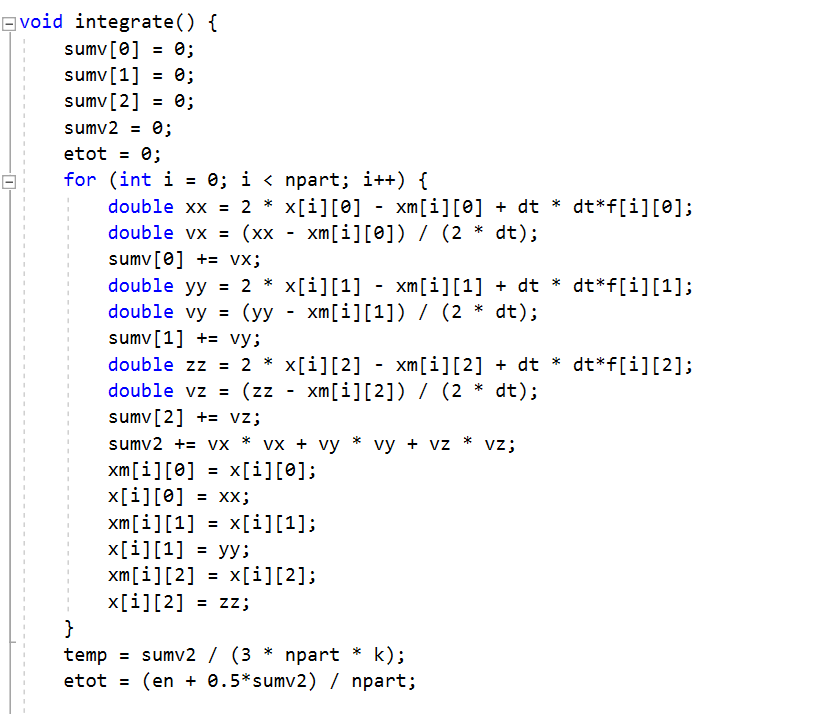 void integrate() {
    sumv[0] = 0;
    sumv[1] = 0;
    sumv[2] = 0;
    sumv2 = 0;
    etot = 0;
    for (int i = 0; i < npart; i++) {
        double xx = 2 * x[i][0] - xm[i][0] + dt * dt*f[i][0];
        double vx = (xx - xm[i][0]) / (2 * dt);
        sumv[0] += vx;
        double yy = 2 * x[i][1] - xm[i][1] + dt * dt*f[i][1];
        double vy = (yy - xm[i][1]) / (2 * dt);
        sumv[1] += vy;
        double zz = 2 * x[i][2] - xm[i][2] + dt * dt*f[i][2];
        double vz = (zz - xm[i][2]) / (2 * dt);
        sumv[2] += vz;
        sumv2 += vx * vx + vy * vy + vz * vz;
        xm[i][0] = x[i][0];
        x[i][0] = xx;
        xm[i][1] = x[i][1];
        x[i][1] = yy;
        xm[i][2] = x[i][2];
        x[i][2] = zz;
    }
    temp = sumv2 / (3 * npart * k);
    etot = (en + 0.5*sumv2) / npart;